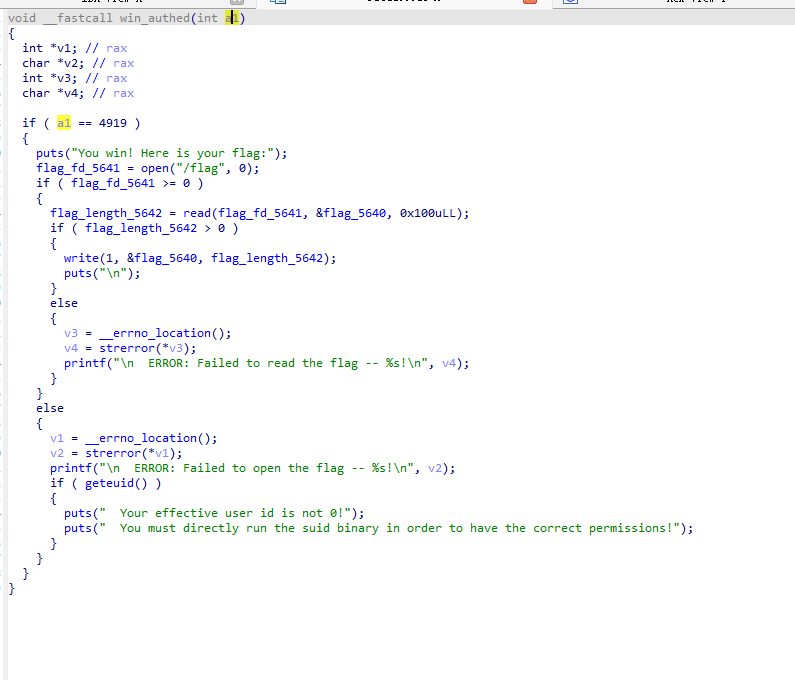 void __fastcall win_authed(int a1)
{
  int *v1; // rax
  char *v2; // rax
  int *v3; // rax
  char *v4; // rax

  if ( a1 == 4919 )
  {
    puts("You win! Here is your flag:");
    flag_fd_5641 = open("/flag", 0);
    if ( flag_fd_5641 >= 0 )
    {
      flag_length_5642 = read(flag_fd_5641, &flag_5640, 0x100uLL);
      if ( flag_length_5642 > 0 )
      {
        write(1, &flag_5640, flag_length_5642);
        puts("\n");
      }
      else
      {
        v3 = __errno_location();
        v4 = strerror(*v3);
        printf("\n  ERROR: Failed to read the flag -- %s!\n", v4);
      }
    }
    else
    {
      v1 = __errno_location();
      v2 = strerror(*v1);
      printf("\n  ERROR: Failed to open the flag -- %s!\n", v2);
      if ( geteuid() )
      {
        puts("  Your effective user id is not 0!");
        puts("  You must directly run the suid binary in order to have the correct permissions!");
      }
    }
  }
}